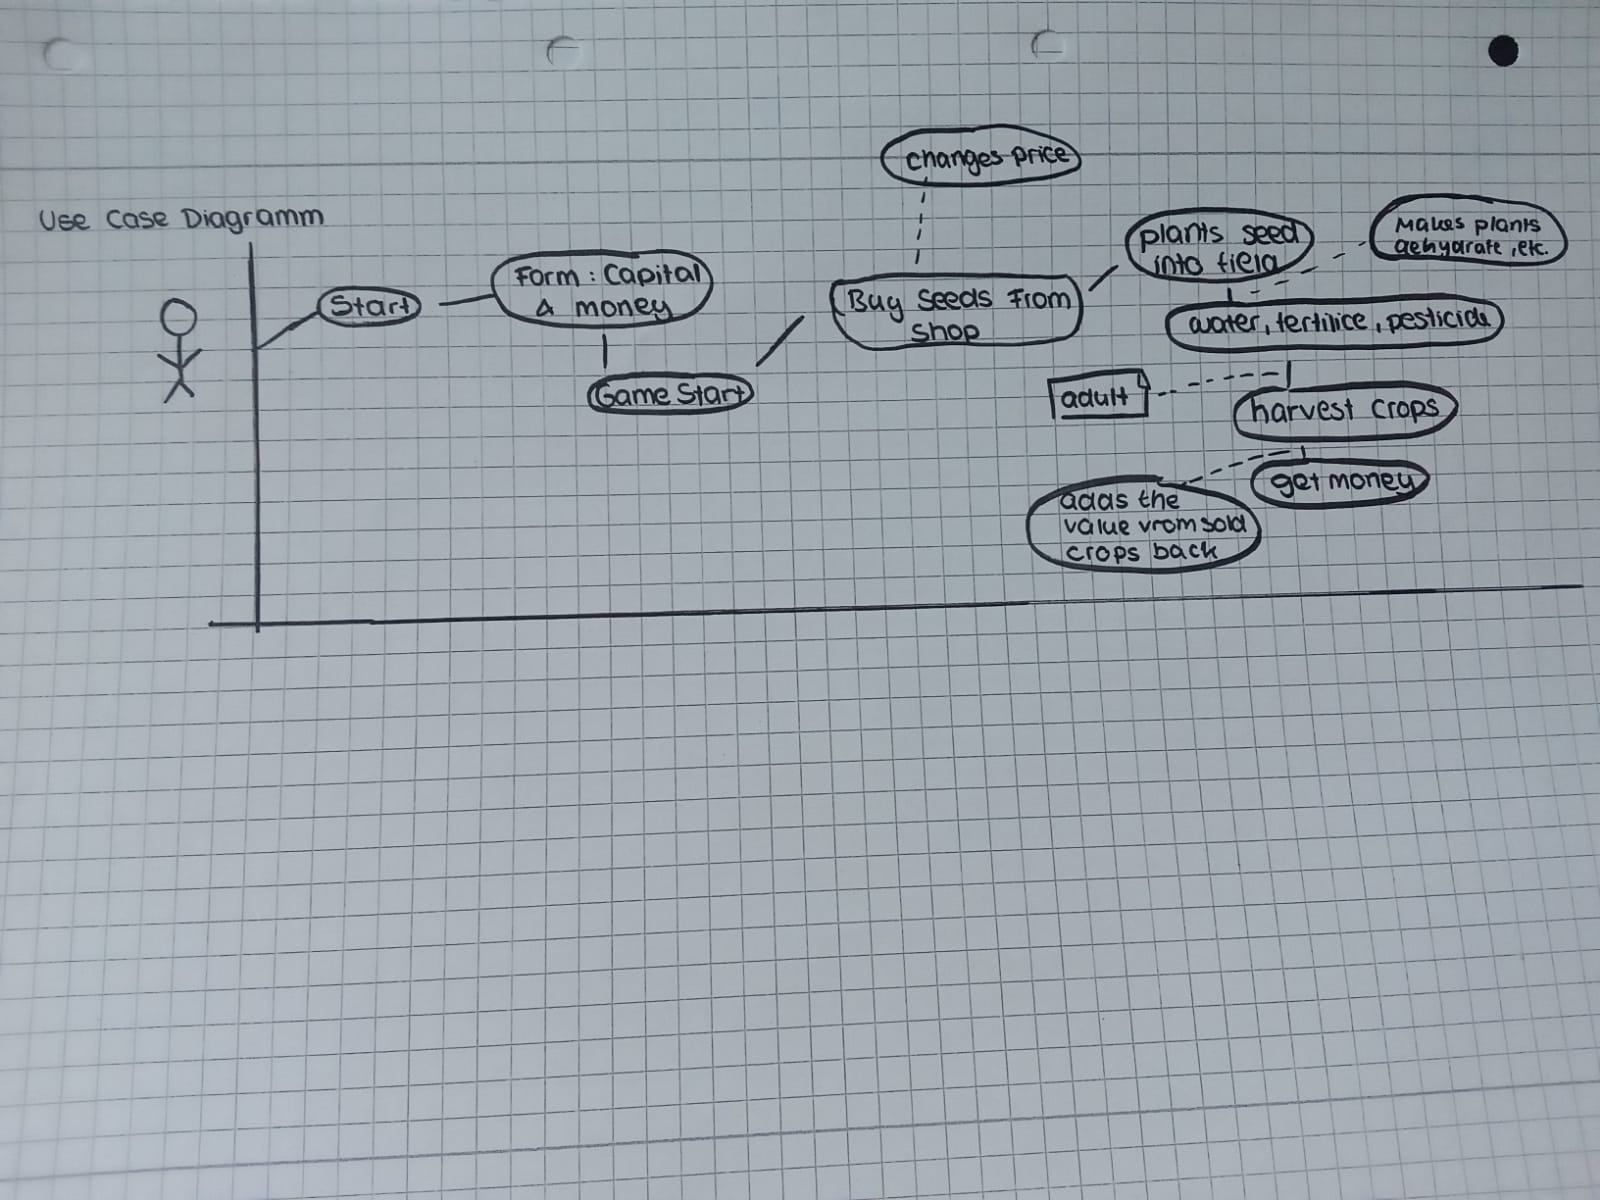 Use Case Diagramm
Start
Form: Capital
& money
Game Start
changes price
Buy Seeds From
shop
plants seed
into field
Makes plants
dehydrate, etc.
water, fertilice, pesticide
adult
harvest crops
get money
adds the
value vrom sold
crops back